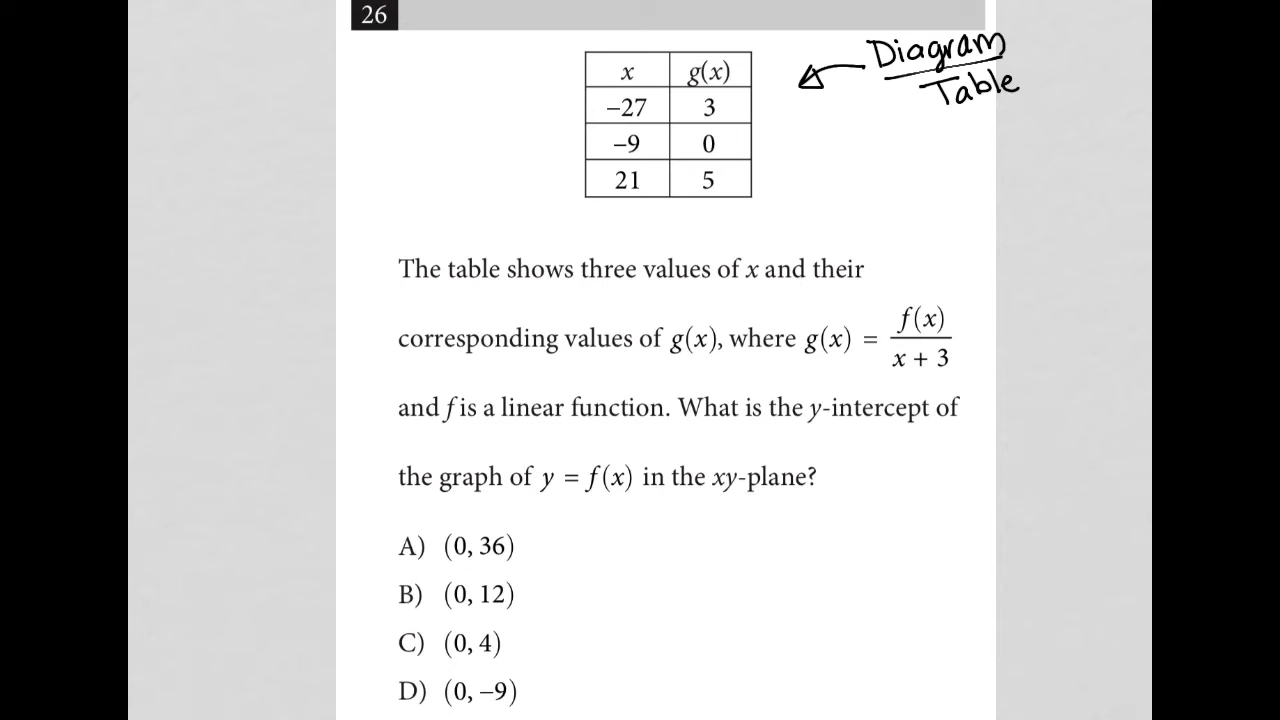 26
Diagram
Table
x g(x)
−27 3
−9 0
21 5
The table shows three values of x and their
corresponding values of g(x), where g(x) = f(x) / x + 3
and f is a linear function. What is the y-intercept of
the graph of y = f(x) in the xy-plane?
A) (0, 36)
B) (0, 12)
C) (0, 4)
D) (0, −9)